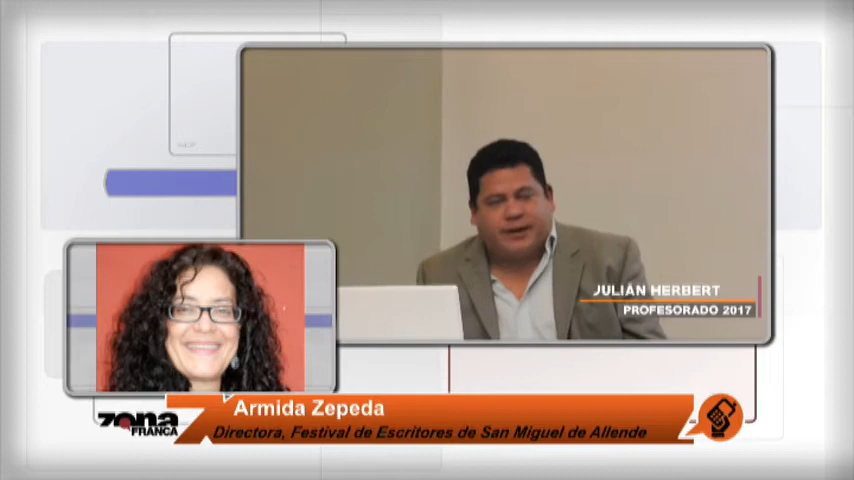 JULIÁN HERBERT
PROFESORADO 2017
Armida Zepeda
ZONA
FRANCA
Directora, Festival de Escritores de San Miguel de Allende